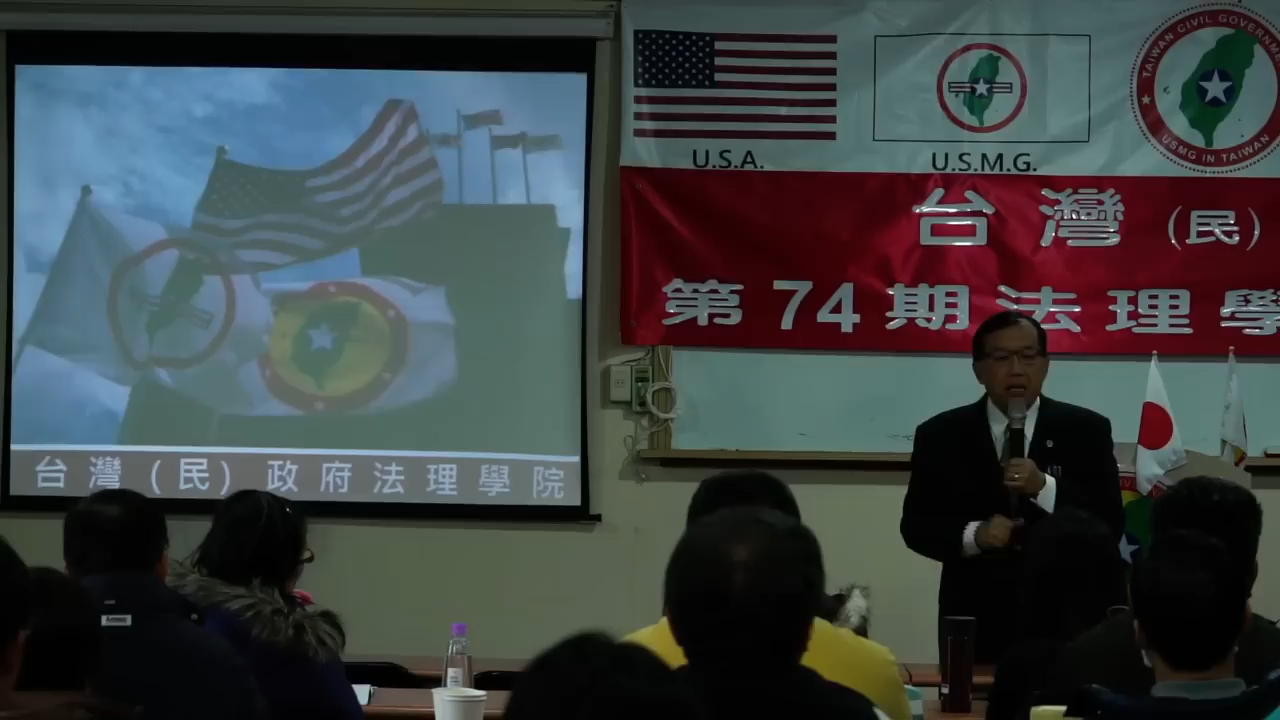 台灣(民)政府法理學院
U.S.A.
U.S.M.G.
TAIWAN CIVIL GOVERNM
USMG IN TAIWAN
台灣(民)
第74期法理學